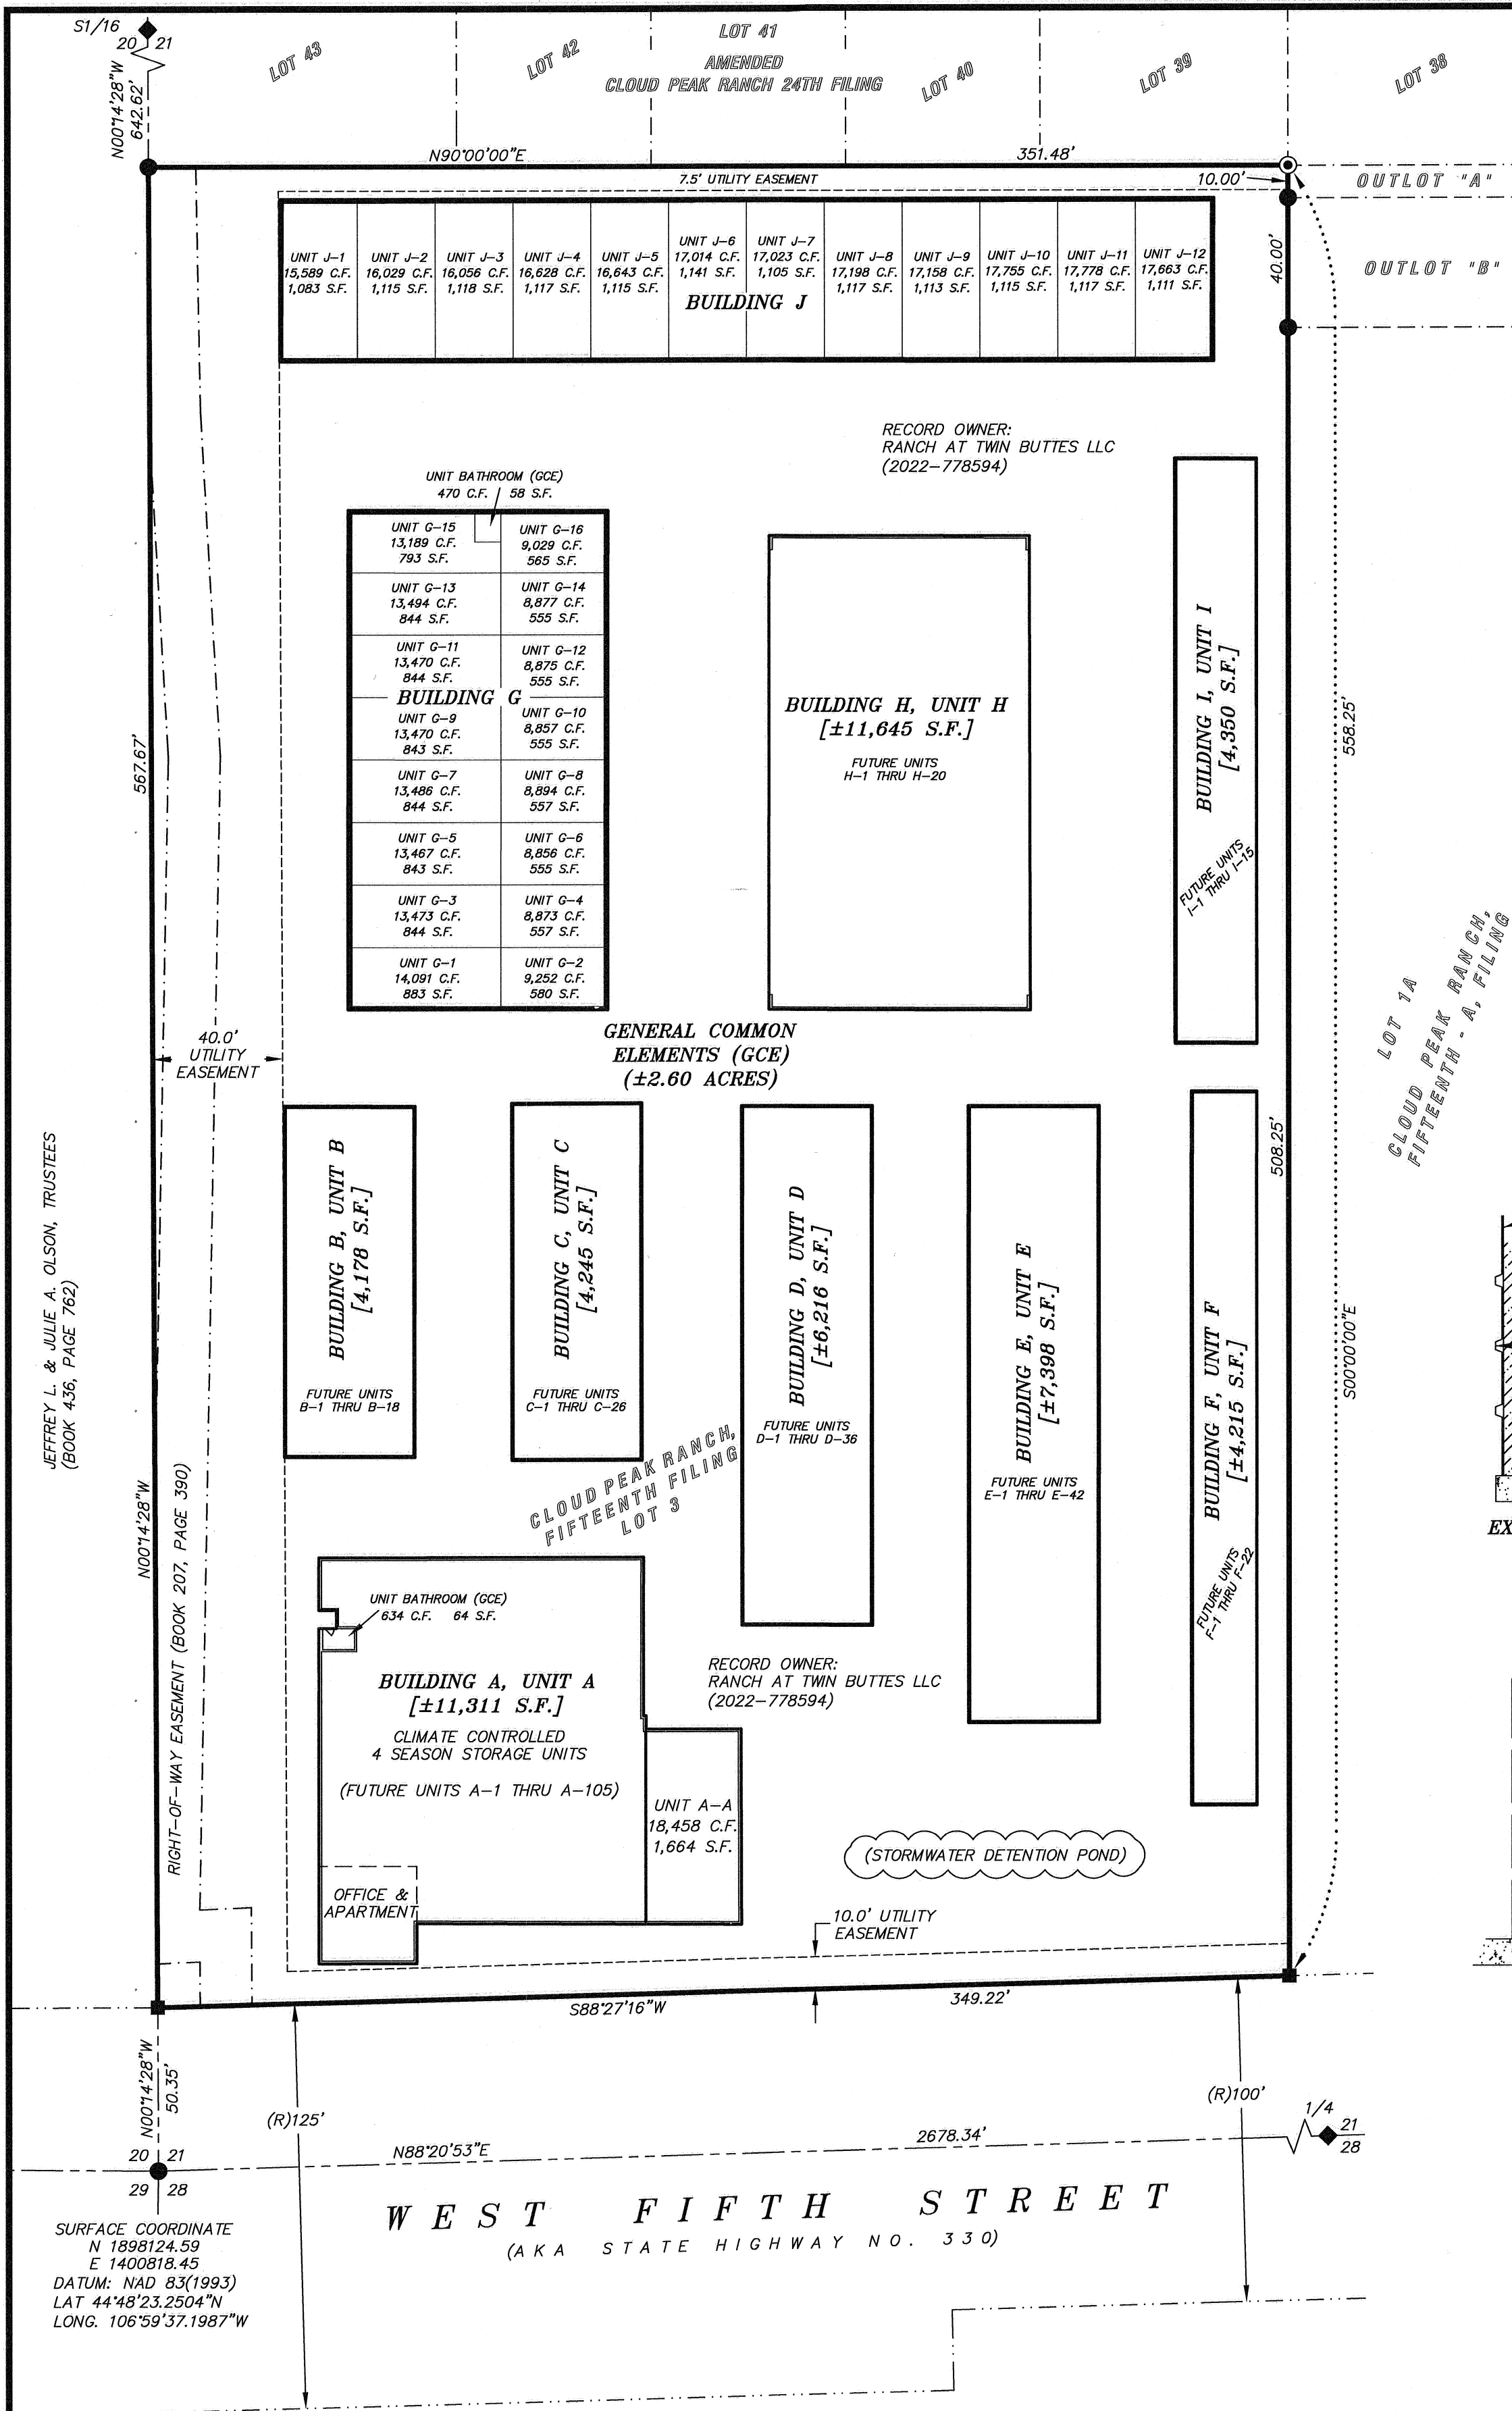 S1/16
20 21
N00°14'28"W
642.62'
LOT 43
LOT 42
LOT 41
AMENDED
CLOUD PEAK RANCH 24TH FILING
LOT 40
LOT 39
LOT 38
N90°00'00"E
351.48'
7.5' UTILITY EASEMENT
10.00'
OUTLOT "A"
40.00'
OUTLOT "B"
UNIT J-1
15,589 C.F.
1,083 S.F.
UNIT J-2
16,029 C.F.
1,115 S.F.
UNIT J-3
16,056 C.F.
1,118 S.F.
UNIT J-4
16,628 C.F.
1,117 S.F.
UNIT J-5
16,643 C.F.
1,115 S.F.
UNIT J-6
17,014 C.F.
1,141 S.F.
UNIT J-7
17,023 C.F.
1,105 S.F.
UNIT J-8
17,198 C.F.
1,117 S.F.
UNIT J-9
17,158 C.F.
1,113 S.F.
UNIT J-10
17,755 C.F.
1,115 S.F.
UNIT J-11
17,778 C.F.
1,117 S.F.
UNIT J-12
17,663 C.F.
1,111 S.F.
BUILDING J
RECORD OWNER:
RANCH AT TWIN BUTTES LLC
(2022-778594)
UNIT BATHROOM (GCE)
470 C.F. 58 S.F.
UNIT G-15
13,189 C.F.
793 S.F.
UNIT G-16
9,029 C.F.
565 S.F.
UNIT G-13
13,494 C.F.
844 S.F.
UNIT G-14
8,877 C.F.
555 S.F.
UNIT G-11
13,470 C.F.
844 S.F.
UNIT G-12
8,875 C.F.
555 S.F.
BUILDING G
UNIT G-9
13,470 C.F.
843 S.F.
UNIT G-10
8,857 C.F.
555 S.F.
UNIT G-7
13,486 C.F.
844 S.F.
UNIT G-8
8,894 C.F.
557 S.F.
UNIT G-5
13,467 C.F.
843 S.F.
UNIT G-6
8,856 C.F.
555 S.F.
UNIT G-3
13,473 C.F.
844 S.F.
UNIT G-4
8,873 C.F.
557 S.F.
UNIT G-1
14,091 C.F.
883 S.F.
UNIT G-2
9,252 C.F.
580 S.F.
BUILDING H, UNIT H
[±11,645 S.F.]
FUTURE UNITS
H-1 THRU H-20
BUILDING I, UNIT I
[4,350 S.F.]
FUTURE UNITS
I-1 THRU I-15
567.67'
558.25'
LOT 1A
CLOUD PEAK RANCH,
FIFTEENTH - A, FILING
GENERAL COMMON
ELEMENTS (GCE)
(±2.60 ACRES)
40.0'
UTILITY
EASEMENT
508.25'
S00°00'00"E
JEFFREY L. & JULIE A. OLSON, TRUSTEES
(BOOK 436, PAGE 762)
BUILDING B, UNIT B
[4,178 S.F.]
FUTURE UNITS
B-1 THRU B-18
BUILDING C, UNIT C
[4,245 S.F.]
FUTURE UNITS
C-1 THRU C-26
BUILDING D, UNIT D
[±6,216 S.F.]
FUTURE UNITS
D-1 THRU D-36
BUILDING E, UNIT E
[±7,398 S.F.]
FUTURE UNITS
E-1 THRU E-42
BUILDING F, UNIT F
[±4,215 S.F.]
FUTURE UNITS
F-1 THRU F-22
EX
CLOUD PEAK RANCH,
FIFTEENTH FILING
LOT 3
N00°14'28"W
RIGHT-OF-WAY EASEMENT (BOOK 207, PAGE 390)
UNIT BATHROOM (GCE)
634 C.F. 64 S.F.
BUILDING A, UNIT A
[±11,311 S.F.]
CLIMATE CONTROLLED
4 SEASON STORAGE UNITS
(FUTURE UNITS A-1 THRU A-105)
RECORD OWNER:
RANCH AT TWIN BUTTES LLC
(2022-778594)
UNIT A-A
18,458 C.F.
1,664 S.F.
(STORMWATER DETENTION POND)
OFFICE &
APARTMENT
10.0' UTILITY
EASEMENT
S88°27'16"W
349.22'
N00°14'28"W
50.35'
(R)125'
(R)100'
N88°20'53"E
2678.34'
1/4
21
28
20 21
29 28
WEST FIFTH STREET
(AKA STATE HIGHWAY NO. 330)
SURFACE COORDINATE
N 1898124.59
E 1400818.45
DATUM: NAD 83(1993)
LAT 44°48'23.2504"N
LONG. 106°59'37.1987"W